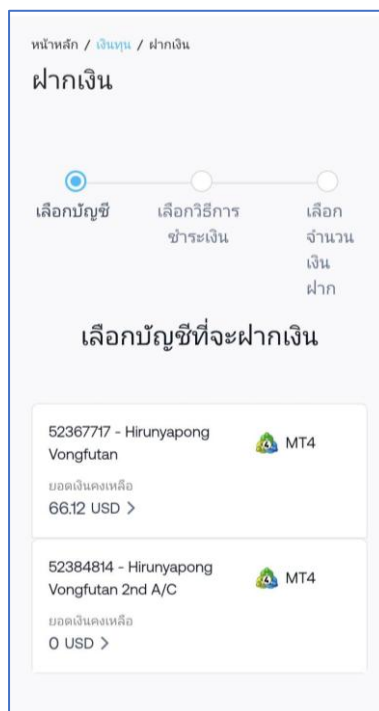 หน้าหลัก / เงินทุน / ฝากเงิน
ฝากเงิน
เลือกบัญชี
เลือกวิธีการ
ชำระเงิน
เลือก
จำนวน
เงิน
ฝาก
เลือกบัญชีที่จะฝากเงิน
52367717 - Hirunyapong
Vongfutan
MT4
ยอดเงินคงเหลือ
66.12 USD >
52384814 - Hirunyapong
Vongfutan 2nd A/C
MT4
ยอดเงินคงเหลือ
0 USD >